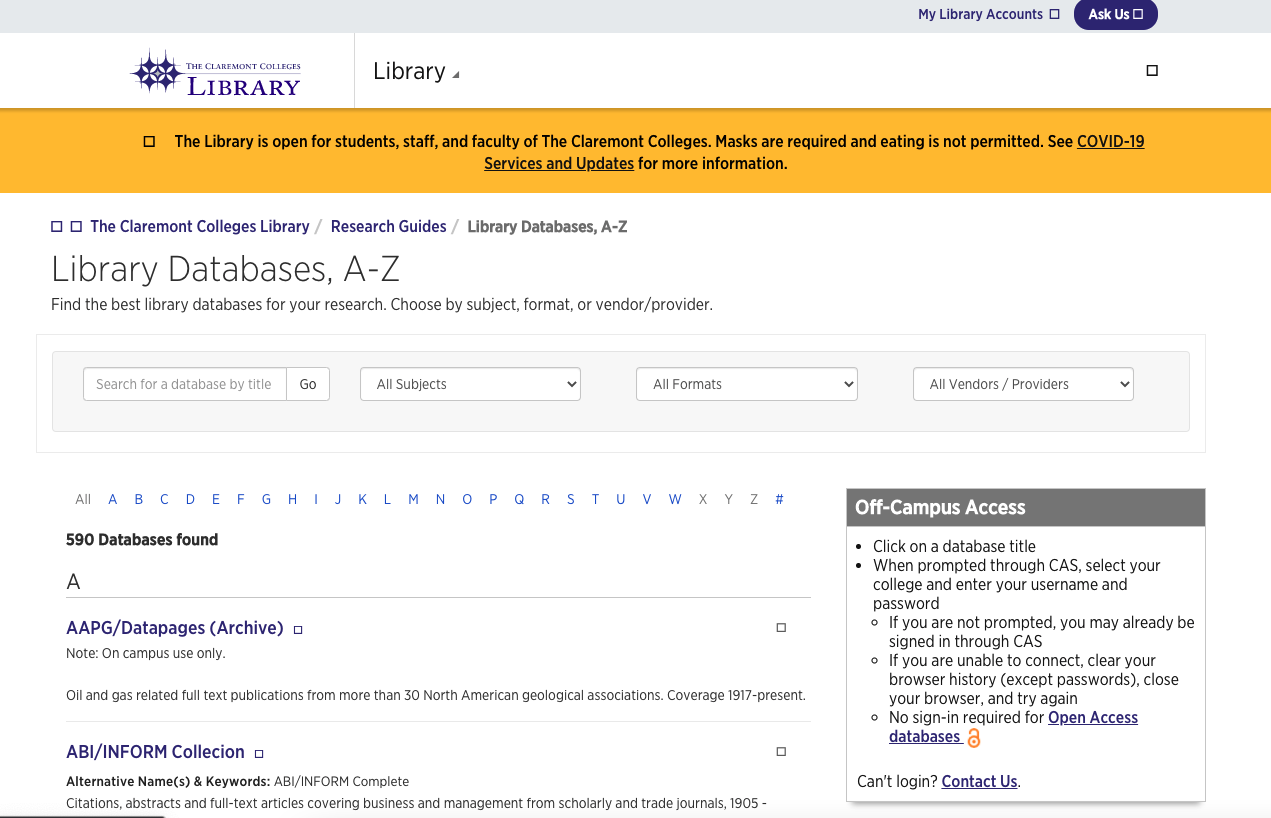 My Library Accounts
Ask Us
THE CLAREMONT COLLEGES
LIBRARY
Library
The Library is open for students, staff, and faculty of The Claremont Colleges. Masks are required and eating is not permitted. See COVID-19
Services and Updates for more information.
The Claremont Colleges Library / Research Guides / Library Databases, A-Z
Library Databases, A-Z
Find the best library databases for your research. Choose by subject, format, or vendor/provider.
Search for a database by title Go All Subjects All Formats All Vendors / Providers
All A B C D E F G H I J K L M N O P Q R S T U V W X Y Z #
590 Databases found
A
AAPG/Datapages (Archive)
Note: On campus use only.
Oil and gas related full text publications from more than 30 North American geological associations. Coverage 1917-present.
ABI/INFORM Collecion
Alternative Name(s) & Keywords: ABI/INFORM Complete
Citations, abstracts and full-text articles covering business and management from scholarly and trade journals, 1905 -
Off-Campus Access
• Click on a database title
• When prompted through CAS, select your
college and enter your username and
password
◦ If you are not prompted, you may already be
signed in through CAS
◦ If you are unable to connect, clear your
browser history (except passwords), close
your browser, and try again
◦ No sign-in required for Open Access
databases
Can't login? Contact Us.